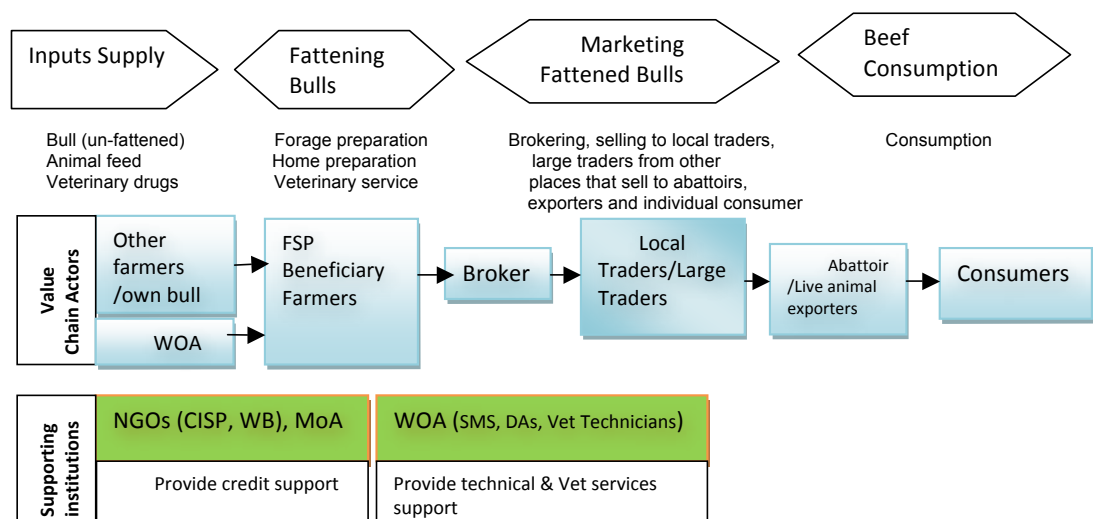 Inputs Supply
Fattening
Bulls
Marketing
Fattened Bulls
Beef
Consumption
Bull (un-fattened)
Animal feed
Veterinary drugs
Forage preparation
Home preparation
Veterinary service
Brokering, selling to local traders,
large traders from other
places that sell to abattoirs,
exporters and individual consumer
Consumption
Value
Chain Actors
Other
farmers
/own bull
WOA
FSP
Beneficiary
Farmers
Broker
Local
Traders/Large
Traders
Abattoir
/Live animal
exporters
Consumers
Supporting
institutions
NGOs (CISP, WB), MoA
Provide credit support
WOA (SMS, DAs, Vet Technicians)
Provide technical & Vet services
support